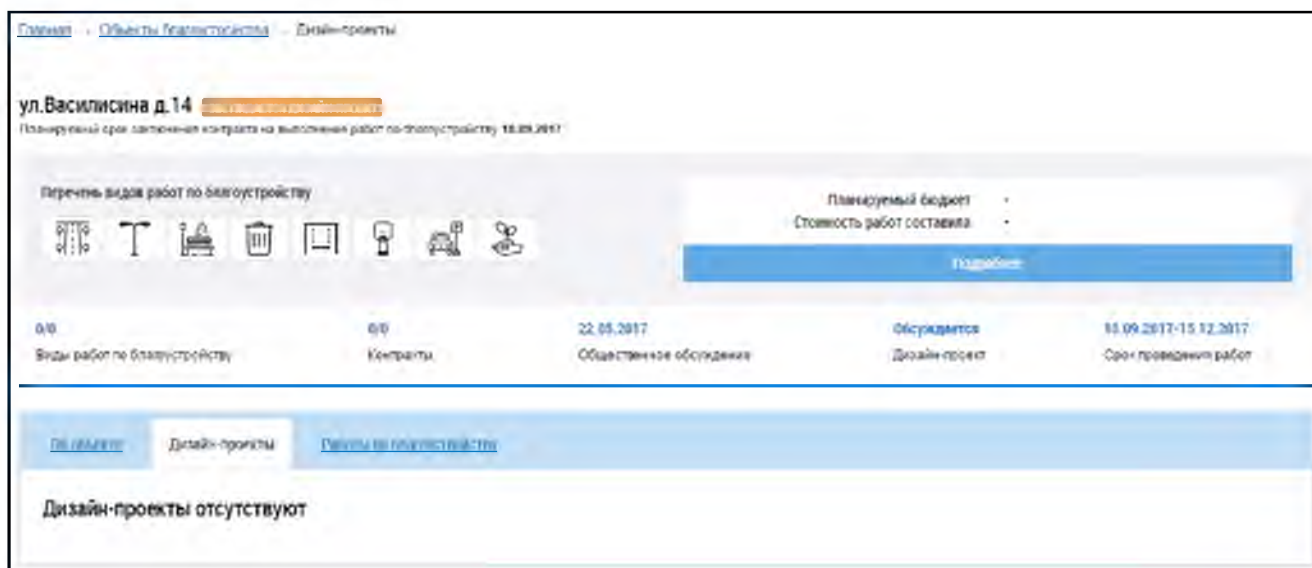 Главная Объекты благоустройства Дизайн-проекты
ул.Василисина д.14
Планируемый срок заключения контракта на выполнения работ по благоустройству 10.09.2017
Перечень видов работ по благоустройству
Планируемый бюджет -
Стоимость работ составила -
Подробнее
0/0
Виды работ по благоустройству
0/0
Контракты
22.05.2017
Общественное обсуждение
Обсуждается
Дизайн-проект
10.09.2017-15.12.2017
Срок проведения работ
Об объекте Дизайн-проекты Работы по благоустройству
Дизайн-проекты отсутствуют